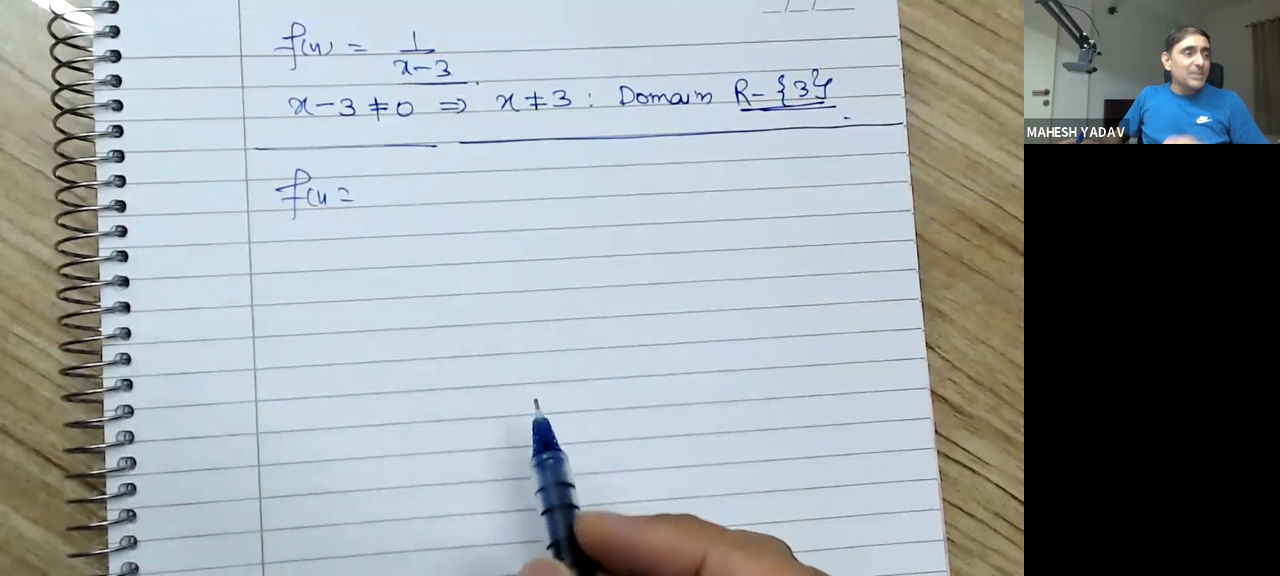 f(x) = 1/(x-3)
x-3 ≠ 0 ⇒ x ≠ 3 : Domain R-{3}
f(x =
MAHESH YADAV